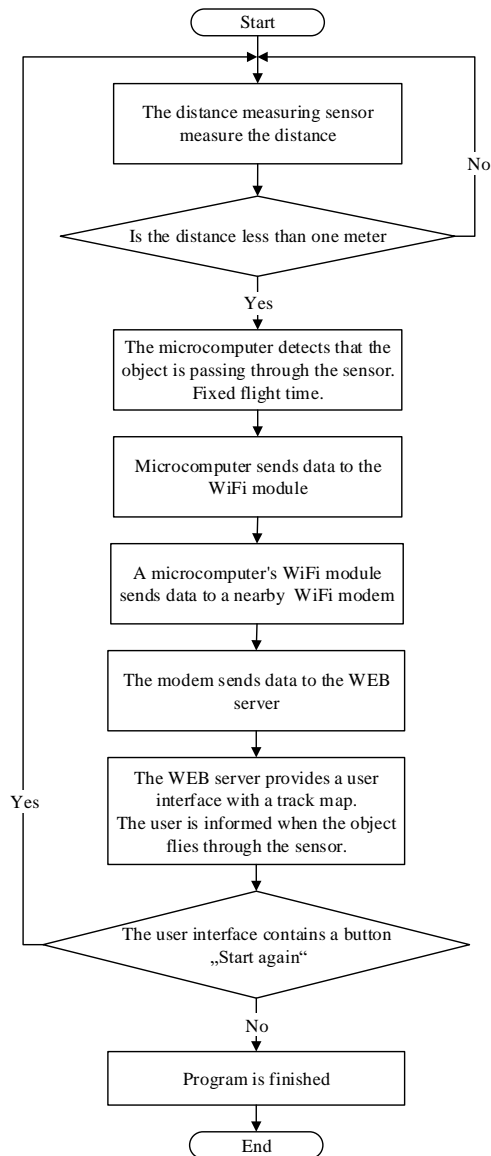 Start
The distance measuring sensor
measure the distance
No
Is the distance less than one meter
Yes
The microcomputer detects that the
object is passing through the sensor.
Fixed flight time.
Microcomputer sends data to the
WiFi module
A microcomputer's WiFi module
sends data to a nearby WiFi modem
The modem sends data to the WEB
server
The WEB server provides a user
interface with a track map.
The user is informed when the object
flies through the sensor.
Yes
The user interface contains a button
„Start again“
No
Program is finished
End